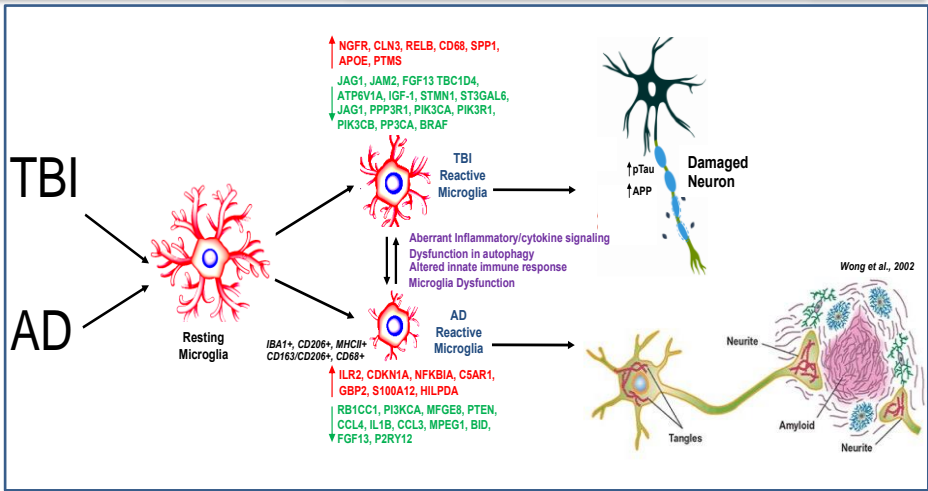 NGFR, CLN3, RELB, CD68, SPP1,
APOE, PTMS
JAG1, JAM2, FGF13 TBC1D4,
ATP6V1A, IGF-1, STMN1, ST3GAL6,
JAG1, PPP3R1, PIK3CA, PIK3R1,
PIK3CB, PP3CA, BRAF
TBI
TBI
Reactive
Microglia
pTau
APP
Damaged
Neuron
Aberrant Inflammatory/cytokine signaling
Dysfunction in autophagy
Altered innate immune response
Microglia Dysfunction
Wong et al., 2002
AD
Resting
Microglia
IBA1+, CD206+, MHCII+
CD163/CD206+, CD68+
AD
Reactive
Microglia
ILR2, CDKN1A, NFKBIA, C5AR1,
GBP2, S100A12, HILPDA
RB1CC1, PI3KCA, MFGE8, PTEN,
CCL4, IL1B, CCL3, MPEG1, BID,
FGF13, P2RY12
Neurite
Tangles
Amyloid
Neurite